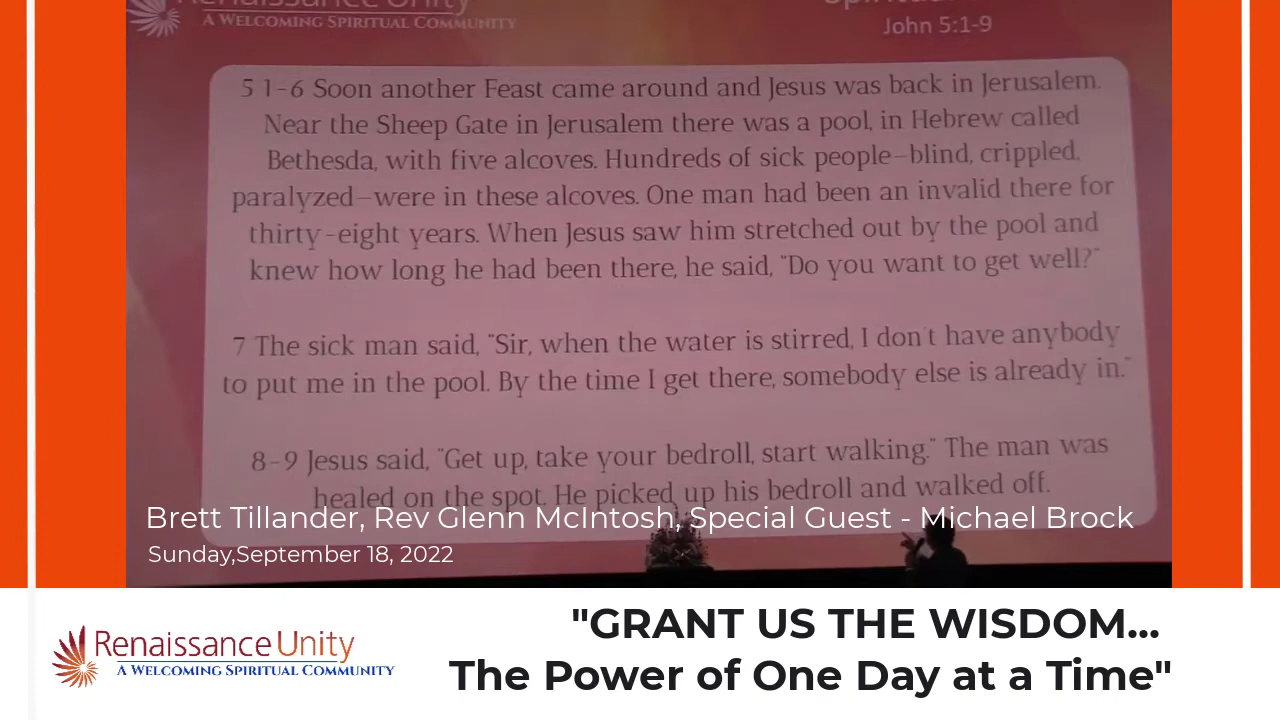 Renaissance Unity
A WELCOMING SPIRITUAL COMMUNITY
John 5:1-9
5 1-6 Soon another Feast came around and Jesus was back in Jerusalem.
Near the Sheep Gate in Jerusalem there was a pool, in Hebrew called
Bethesda, with five alcoves. Hundreds of sick people—blind, crippled,
paralyzed—were in these alcoves. One man had been an invalid there for
thirty-eight years. When Jesus saw him stretched out by the pool and
knew how long he had been there, he said, "Do you want to get well?"
7 The sick man said, "Sir, when the water is stirred, I don't have anybody
to put me in the pool. By the time I get there, somebody else is already in."
8-9 Jesus said, "Get up, take your bedroll, start walking." The man was
healed on the spot. He picked up his bedroll and walked off.
Brett Tillander, Rev Glenn McIntosh, Special Guest - Michael Brock
Sunday,September 18, 2022
Renaissance Unity
A WELCOMING SPIRITUAL COMMUNITY
"GRANT US THE WISDOM...
The Power of One Day at a Time"